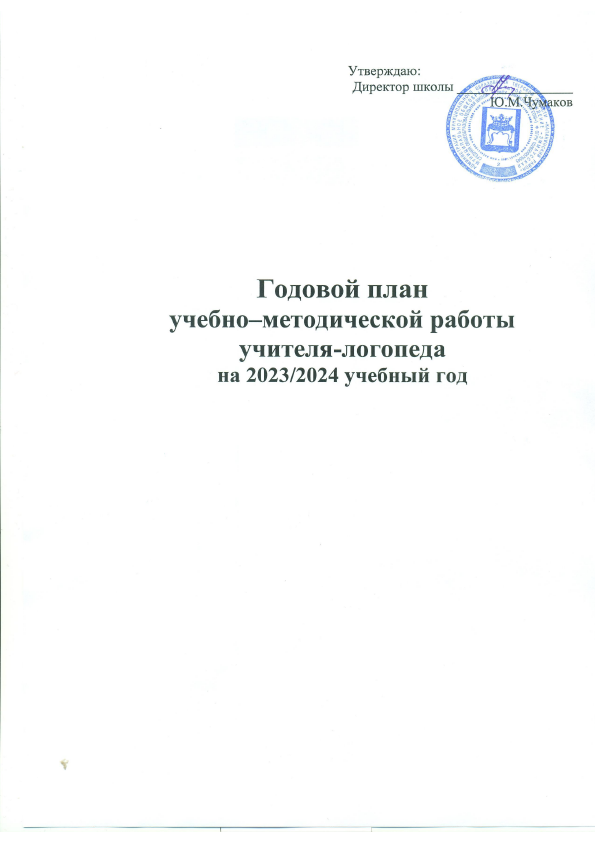 Утверждаю:
Директор школы
Ю.М.Чумаков
Годовой план
учебно–методической работы
учителя-логопеда
на 2023/2024 учебный год